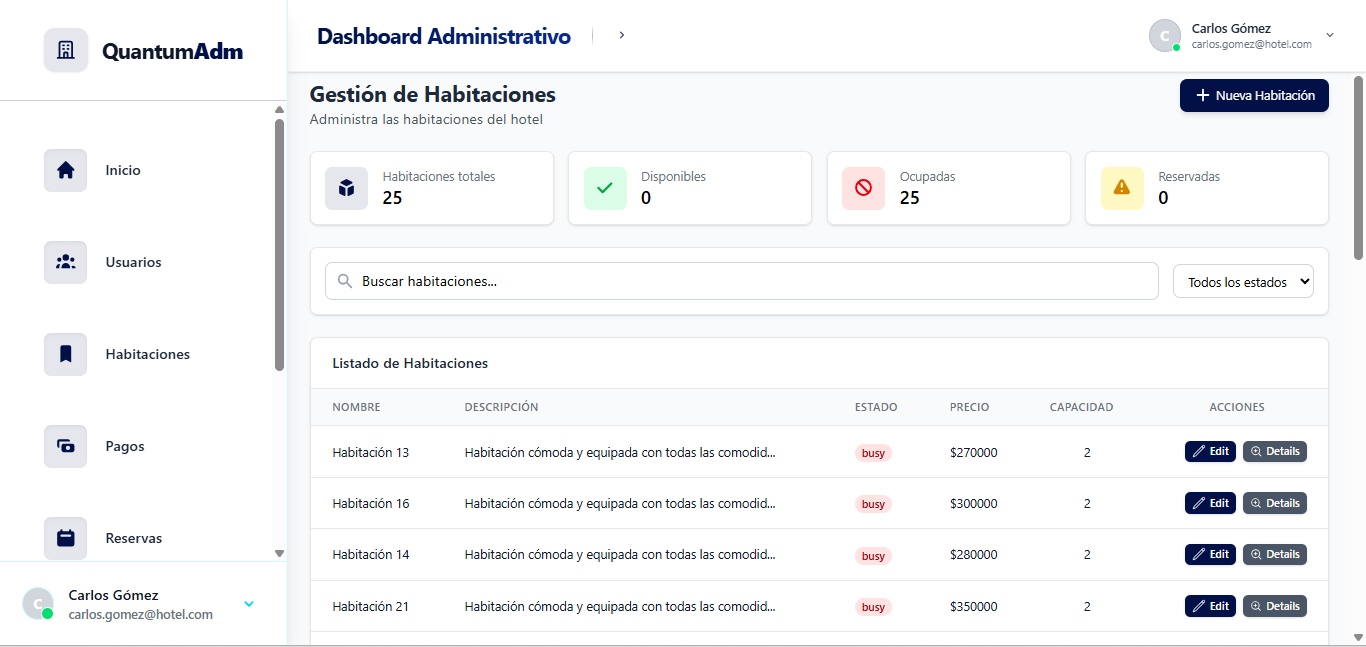 QuantumAdm
Inicio
Usuarios
Habitaciones
Pagos
Reservas
C
Carlos Gómez
carlos.gomez@hotel.com
Dashboard Administrativo
C
Carlos Gómez
carlos.gomez@hotel.com
Gestión de Habitaciones
Administra las habitaciones del hotel
+ Nueva Habitación
Habitaciones totales
25
Disponibles
0
Ocupadas
25
Reservadas
0
Buscar habitaciones...
Todos los estados
Listado de Habitaciones
NOMBRE DESCRIPCIÓN ESTADO PRECIO CAPACIDAD ACCIONES
Habitación 13 Habitación cómoda y equipada con todas las comodid... busy $270000 2 Edit Details
Habitación 16 Habitación cómoda y equipada con todas las comodid... busy $300000 2 Edit Details
Habitación 14 Habitación cómoda y equipada con todas las comodid... busy $280000 2 Edit Details
Habitación 21 Habitación cómoda y equipada con todas las comodid... busy $350000 2 Edit Details